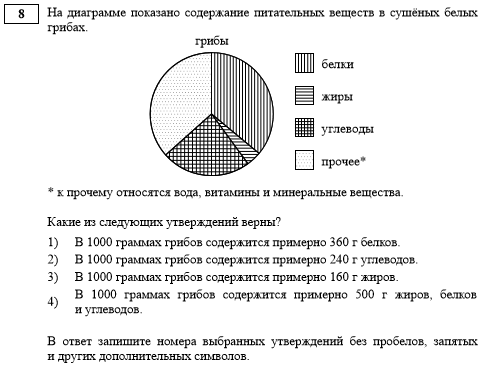 8
На диаграмме показано содержание питательных веществ в сушёных белых
грибах.
грибы
белки
жиры
углеводы
прочее*
* к прочему относятся вода, витамины и минеральные вещества.
Какие из следующих утверждений верны?
1) В 1000 граммах грибов содержится примерно 360 г белков.
2) В 1000 граммах грибов содержится примерно 240 г углеводов.
3) В 1000 граммах грибов содержится примерно 160 г жиров.
4) В 1000 граммах грибов содержится примерно 500 г жиров, белков
и углеводов.
В ответ запишите номера выбранных утверждений без пробелов, запятых
и других дополнительных символов.